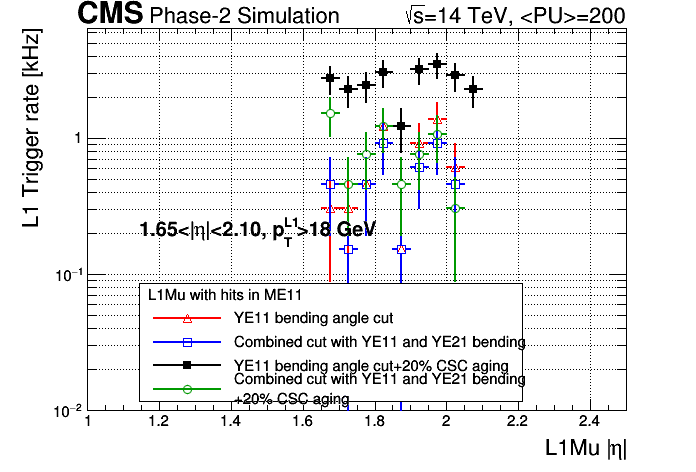 CMS Phase-2 Simulation √s=14 TeV, <PU>=200
L1 Trigger rate [kHz]
1
10⁻¹
10⁻²
1.65<|η|<2.10, p_T^L1>18 GeV
L1Mu with hits in ME11
YE11 bending angle cut
Combined cut with YE11 and YE21 bending
YE11 bending angle cut+20% CSC aging
Combined cut with YE11 and YE21 bending
+20% CSC aging
1 1.2 1.4 1.6 1.8 2 2.2 2.4
L1Mu |η|